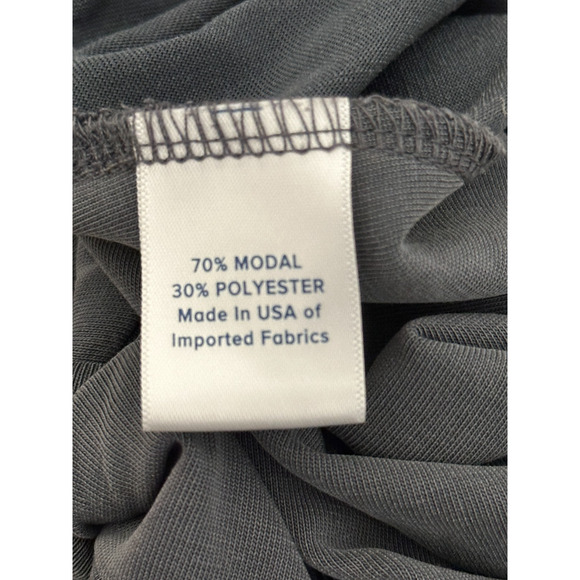 70% MODAL
30% POLYESTER
Made In USA of
Imported Fabrics